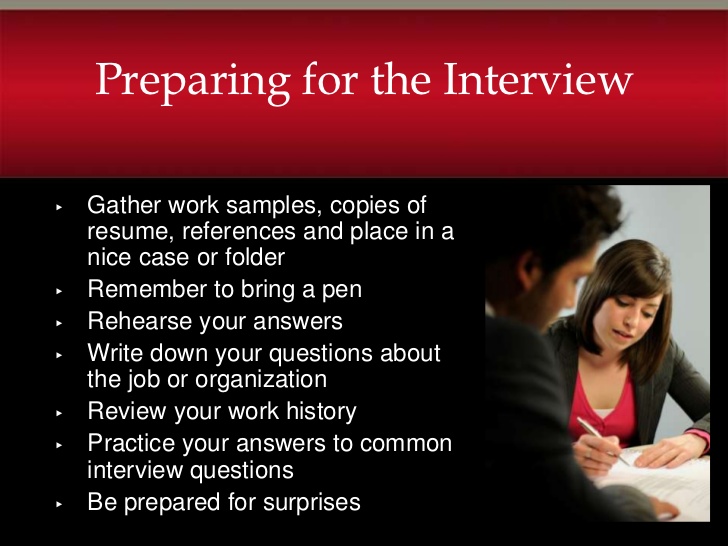 Preparing for the Interview
‣ Gather work samples, copies of
resume, references and place in a
nice case or folder
‣ Remember to bring a pen
‣ Rehearse your answers
‣ Write down your questions about
the job or organization
‣ Review your work history
‣ Practice your answers to common
interview questions
‣ Be prepared for surprises